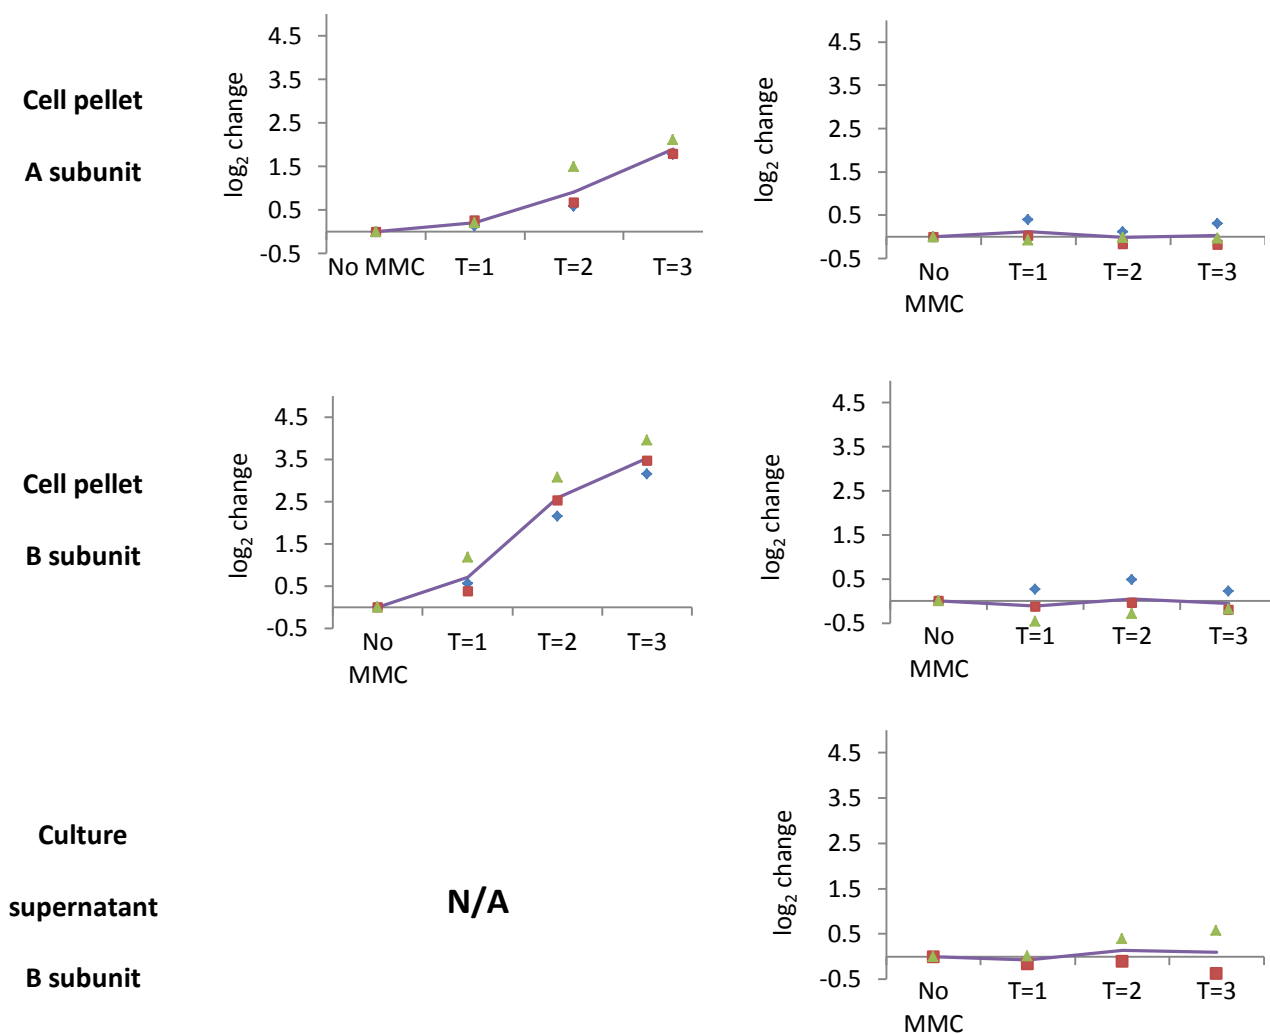 Cell pellet
A subunit
log₂ change
4.5
3.5
2.5
1.5
0.5
-0.5
No MMC T=1 T=2 T=3
log₂ change
4.5
3.5
2.5
1.5
0.5
-0.5
No T=1 T=2 T=3
MMC
Cell pellet
B subunit
log₂ change
4.5
3.5
2.5
1.5
0.5
-0.5
No T=1 T=2 T=3
MMC
log₂ change
4.5
3.5
2.5
1.5
0.5
-0.5
No T=1 T=2 T=3
MMC
Culture
supernatant
B subunit
N/A
log₂ change
4.5
3.5
2.5
1.5
0.5
-0.5
No T=1 T=2 T=3
MMC